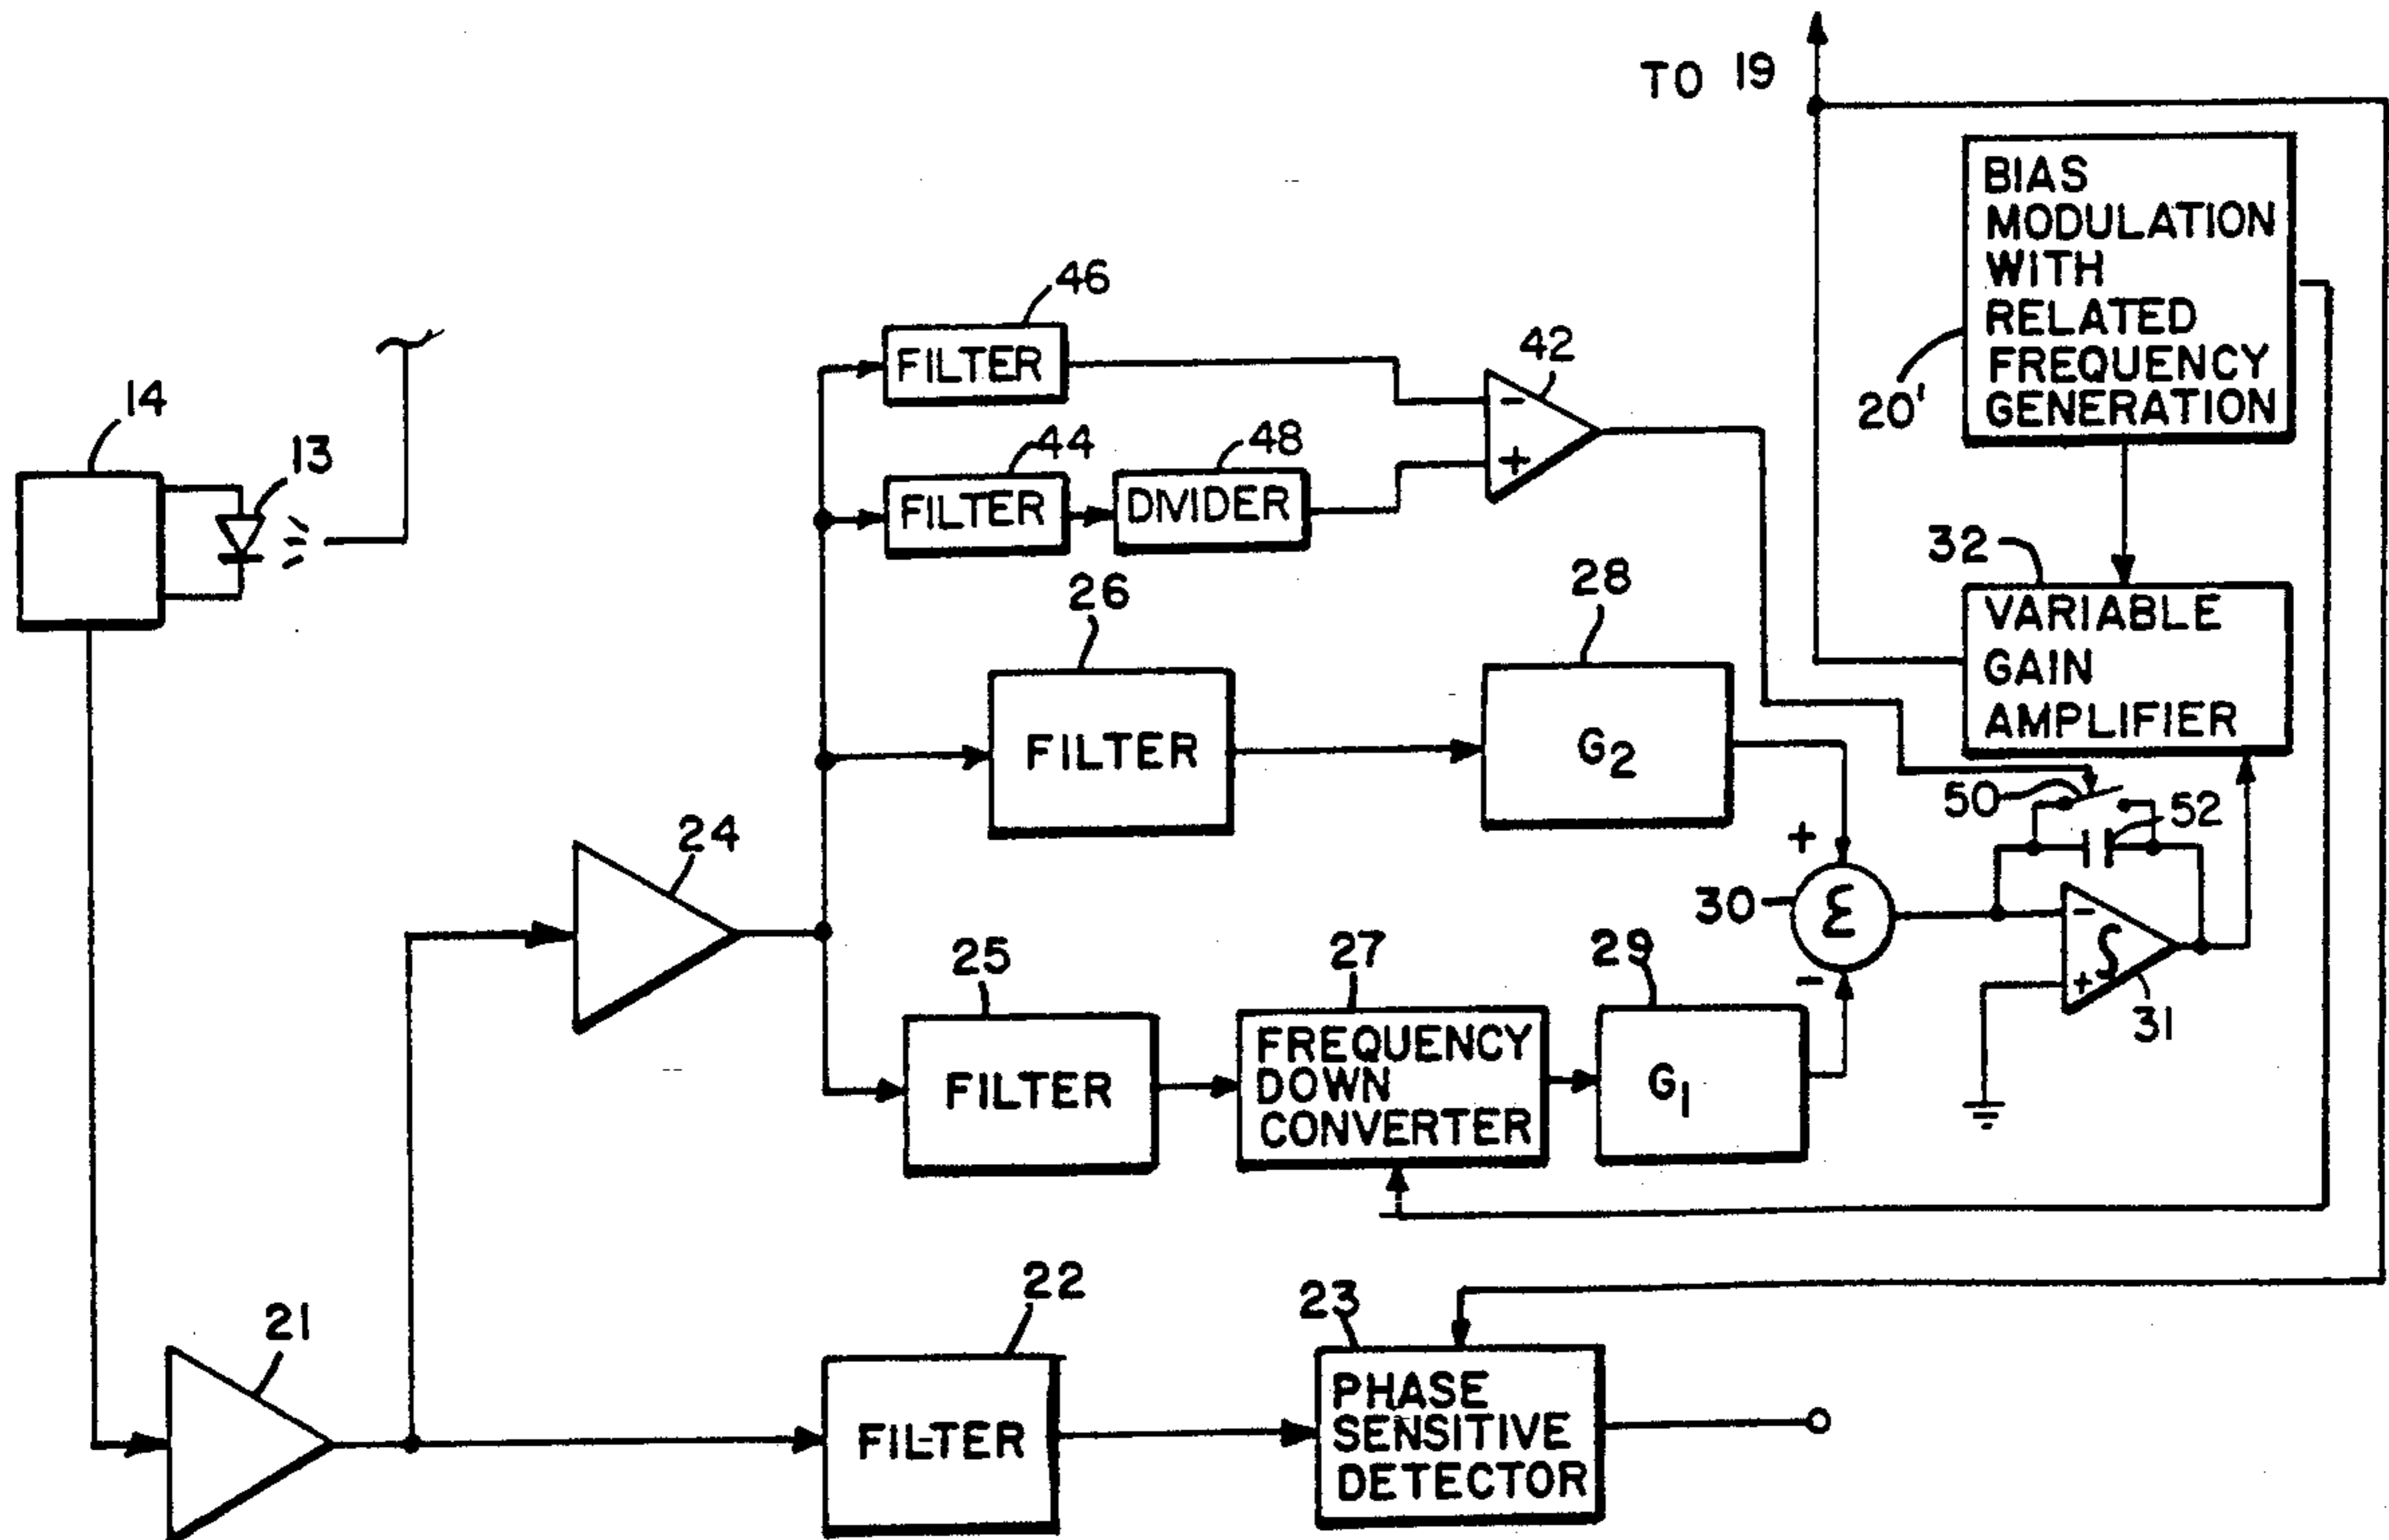 TO 19
BIAS
MODULATION
WITH
RELATED
FREQUENCY
GENERATION
20'
46
FILTER
42
-
+
14
13
44
FILTER
48
DIVIDER
32
VARIABLE
GAIN
AMPLIFIER
26
FILTER
28
G2
50
52
24
+
30
Σ
-
-
∫
+
31
25
FILTER
27
FREQUENCY
DOWN
CONVERTER
29
G1
21
22
FILTER
23
PHASE
SENSITIVE
DETECTOR